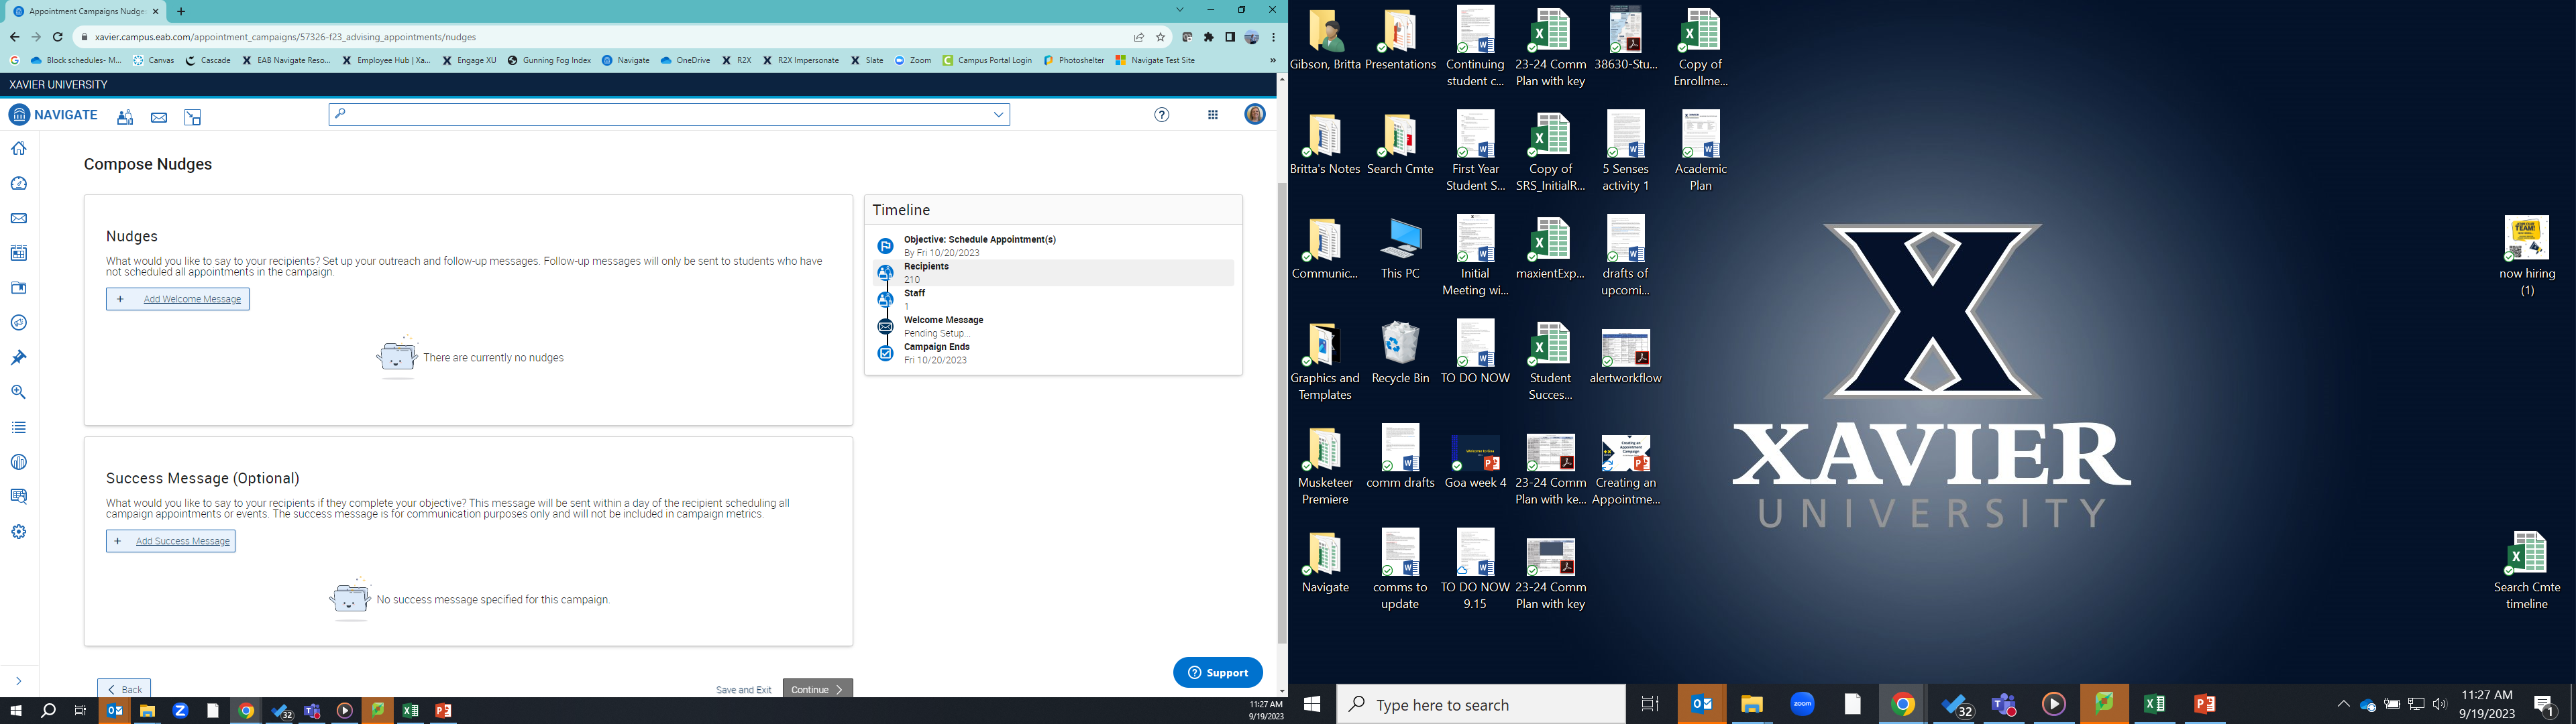 Appointment Campaigns Nudge
xavier.campus.eab.com/appointment_campaigns/57326-f23_advising_appointments/nudges
Block schedules- M...
Canvas
Cascade
EAB Navigate Reso...
Employee Hub | Xa...
Engage XU
Gunning Fog Index
Navigate
OneDrive
R2X
R2X Impersonate
Slate
Zoom
Campus Portal Login
Photoshelter
Navigate Test Site
»
XAVIER UNIVERSITY
NAVIGATE
Compose Nudges
Nudges
What would you like to say to your recipients? Set up your outreach and follow-up messages. Follow-up messages will only be sent to students who have
not scheduled all appointments in the campaign.
+ Add Welcome Message
There are currently no nudges
Success Message (Optional)
What would you like to say to your recipients if they complete your objective? This message will be sent within a day of the recipient scheduling all
campaign appointments or events. The success message is for communication purposes only and will not be included in campaign metrics.
+ Add Success Message
No success message specified for this campaign.
Back
Save and Exit
Continue
Timeline
Objective: Schedule Appointment(s)
By Fri 10/20/2023
Recipients
210
Staff
1
Welcome Message
Pending Setup...
Campaign Ends
Fri 10/20/2023
Support
32
11:27 AM
9/19/2023
Gibson, Britta
Presentations
Continuing
student c...
23-24 Comm
Plan with key
38630-Stu...
Copy of
Enrollme...
Britta's Notes
Search Cmte
First Year
Student S...
Copy of
SRS_InitialR...
5 Senses
activity 1
Academic
Plan
Communic...
This PC
Initial
Meeting wi...
maxientExp...
drafts of
upcomi...
Graphics and
Templates
Recycle Bin
TO DO NOW
Student
Succes...
alertworkflow
Musketeer
Premiere
comm drafts
Goa week 4
23-24 Comm
Plan with ke...
Creating an
Appointme...
Navigate
comms to
update
TO DO NOW
9.15
23-24 Comm
Plan with key
XAVIER
UNIVERSITY
now hiring
(1)
Search Cmte
timeline
Type here to search
zoom
32
11:27 AM
9/19/2023
1